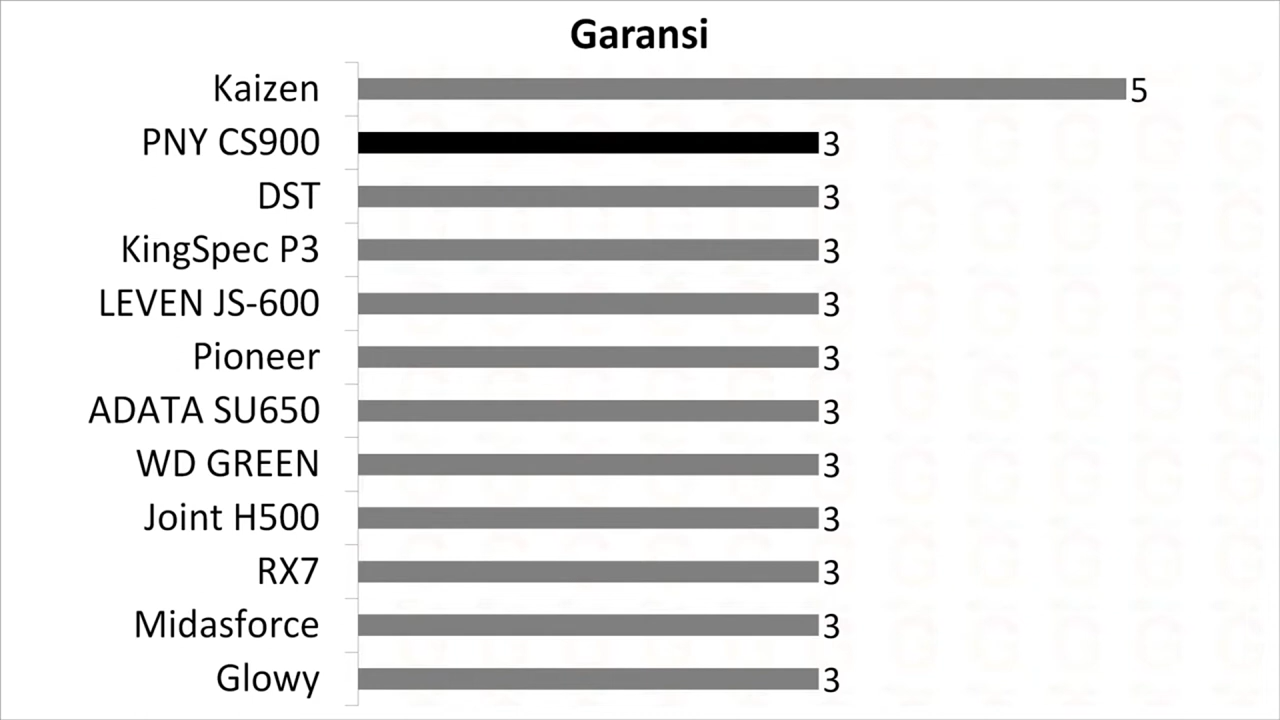 Garansi
Kaizen 5
PNY CS900 3
DST 3
KingSpec P3 3
LEVEN JS-600 3
Pioneer 3
ADATA SU650 3
WD GREEN 3
Joint H500 3
RX7 3
Midasforce 3
Glowy 3